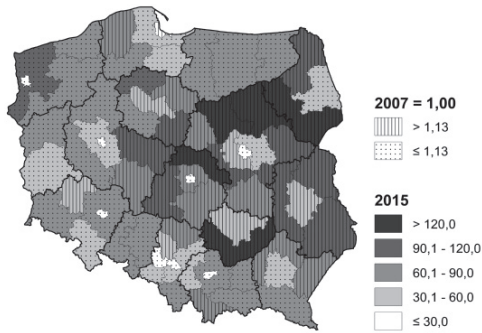 2007 = 1,00
> 1,13
≤ 1,13
2015
> 120,0
90,1 - 120,0
60,1 - 90,0
30,1 - 60,0
≤ 30,0